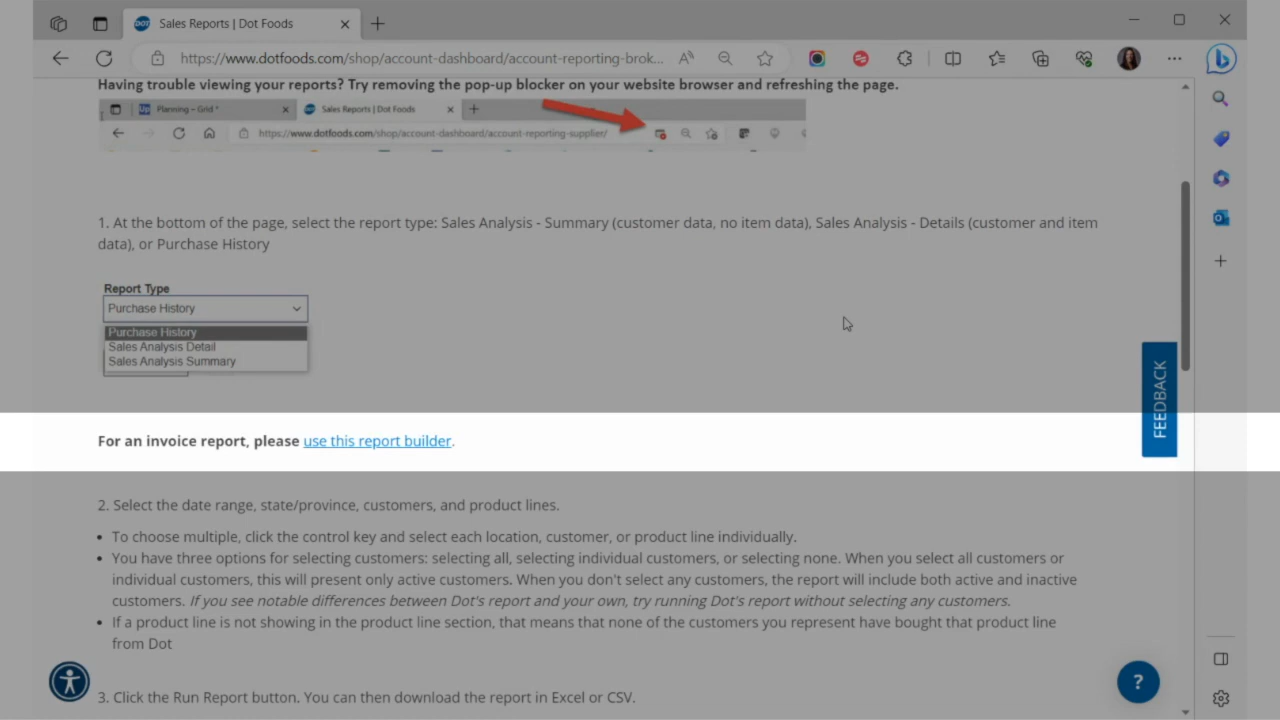 DOT Sales Reports | Dot Foods
https://www.dotfoods.com/shop/account-dashboard/account-reporting-brok...
Having trouble viewing your reports? Try removing the pop-up blocker on your website browser and refreshing the page.
Planning – Grid * Sales Reports | Dot Foods
https://www.dotfoods.com/shop/account-dashboard/account-reporting-supplier/
1. At the bottom of the page, select the report type: Sales Analysis - Summary (customer data, no item data), Sales Analysis - Details (customer and item
data), or Purchase History
Report Type
Purchase History
Purchase History
Sales Analysis Detail
Sales Analysis Summary
FEEDBACK
For an invoice report, please use this report builder.
2. Select the date range, state/province, customers, and product lines.
• To choose multiple, click the control key and select each location, customer, or product line individually.
• You have three options for selecting customers: selecting all, selecting individual customers, or selecting none. When you select all customers or
individual customers, this will present only active customers. When you don't select any customers, the report will include both active and inactive
customers. If you see notable differences between Dot's report and your own, try running Dot's report without selecting any customers.
• If a product line is not showing in the product line section, that means that none of the customers you represent have bought that product line
from Dot
?
3. Click the Run Report button. You can then download the report in Excel or CSV.